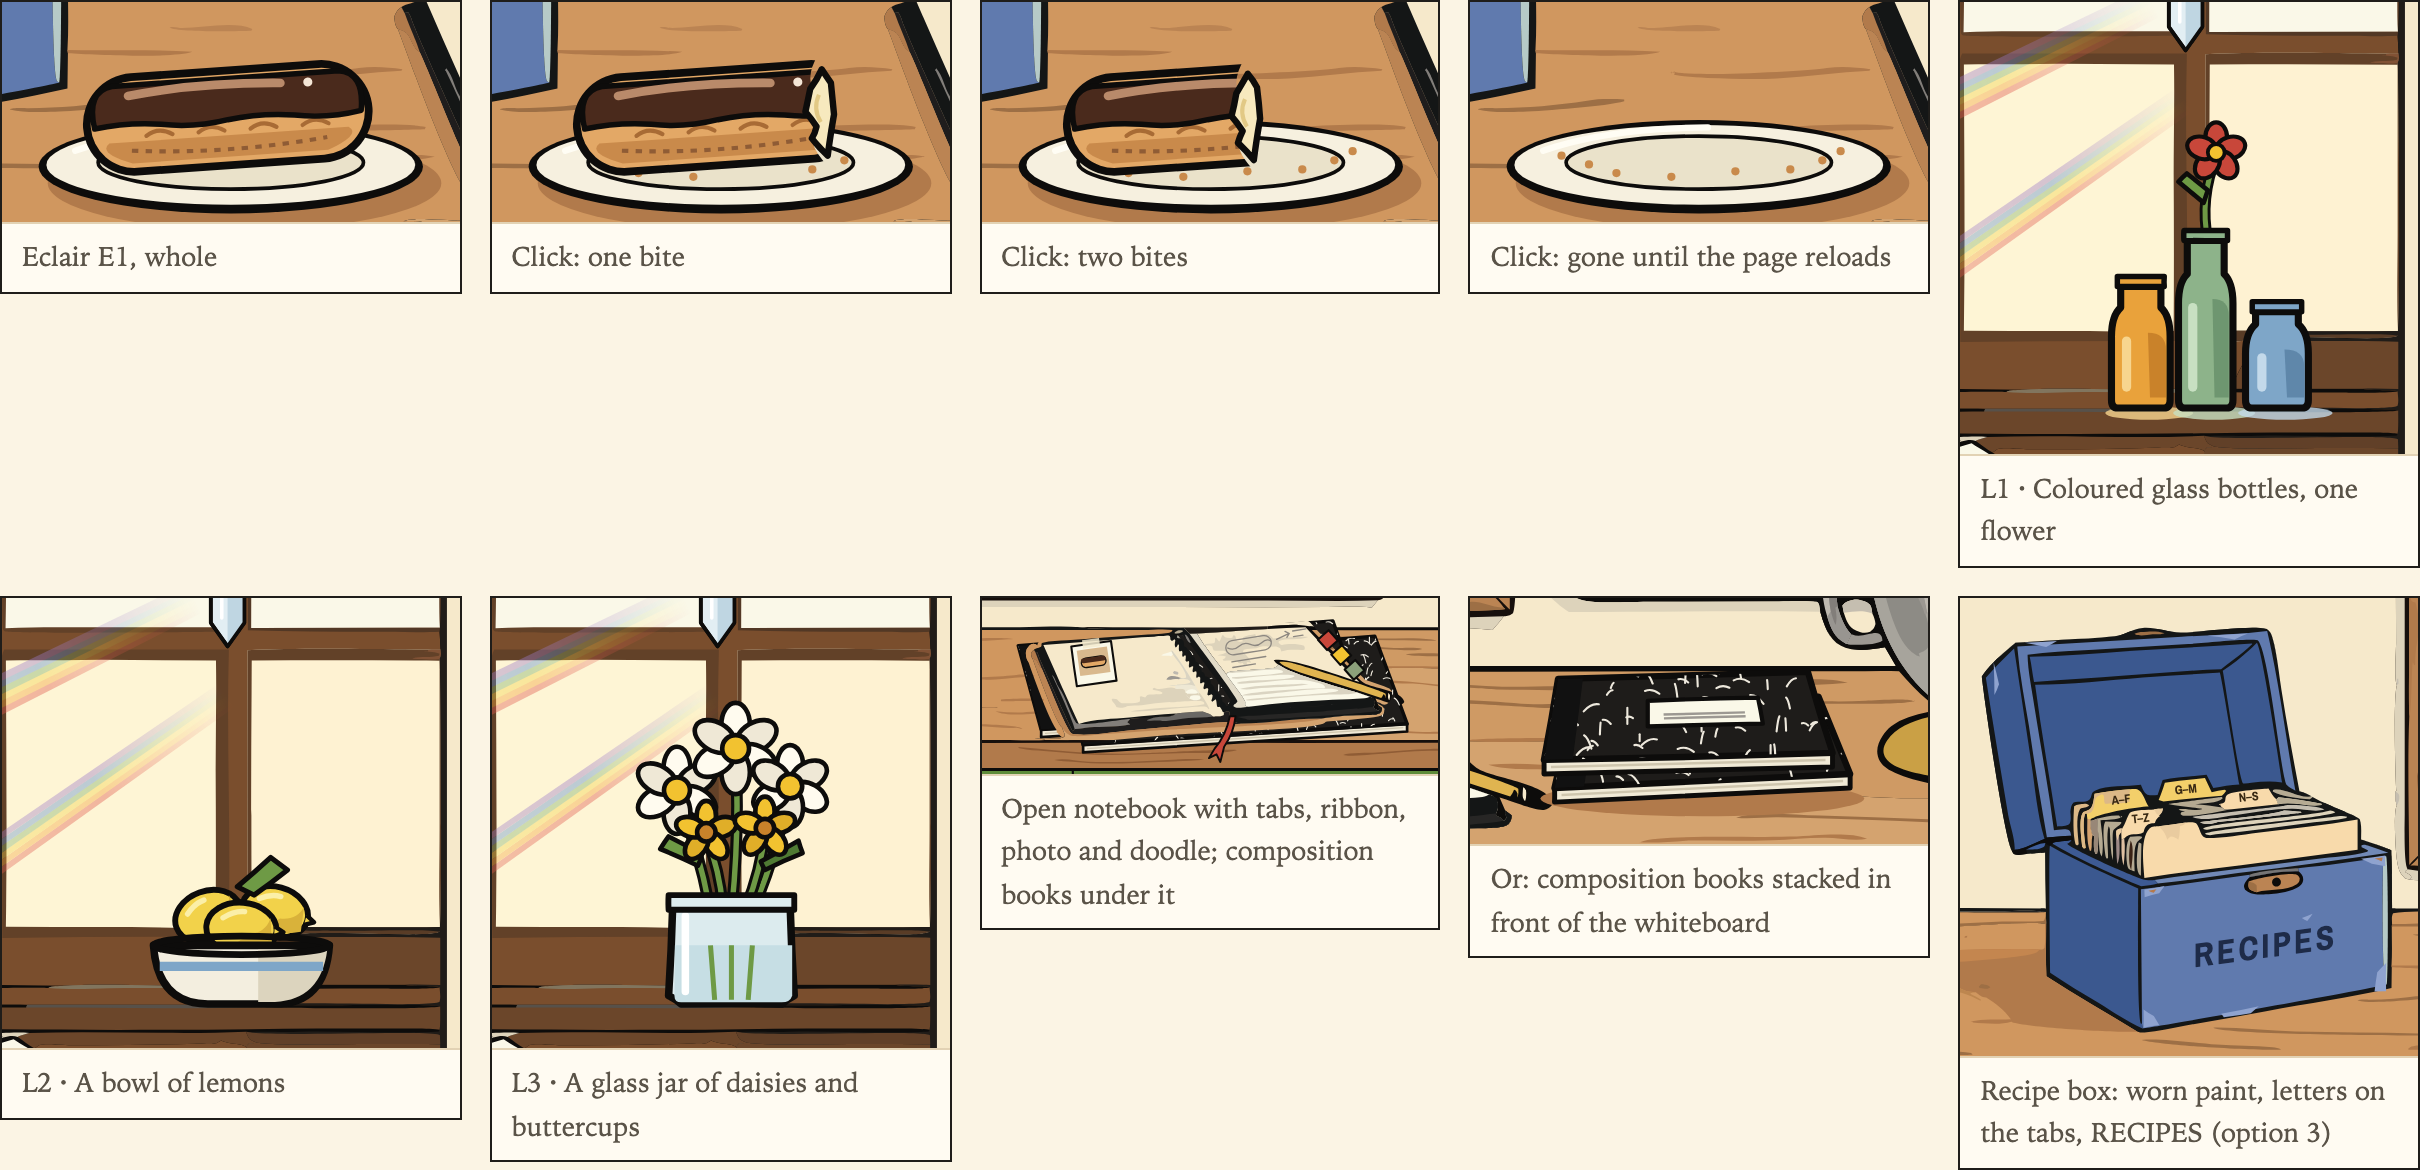 Eclair E1, whole
Click: one bite
Click: two bites
Click: gone until the page reloads
L1 · Coloured glass bottles, one
flower
L2 · A bowl of lemons
L3 · A glass jar of daisies and
buttercups
Open notebook with tabs, ribbon,
photo and doodle; composition
books under it
Or: composition books stacked in
front of the whiteboard
A–F
G–M
N–S
T–Z
RECIPES
Recipe box: worn paint, letters on
the tabs, RECIPES (option 3)